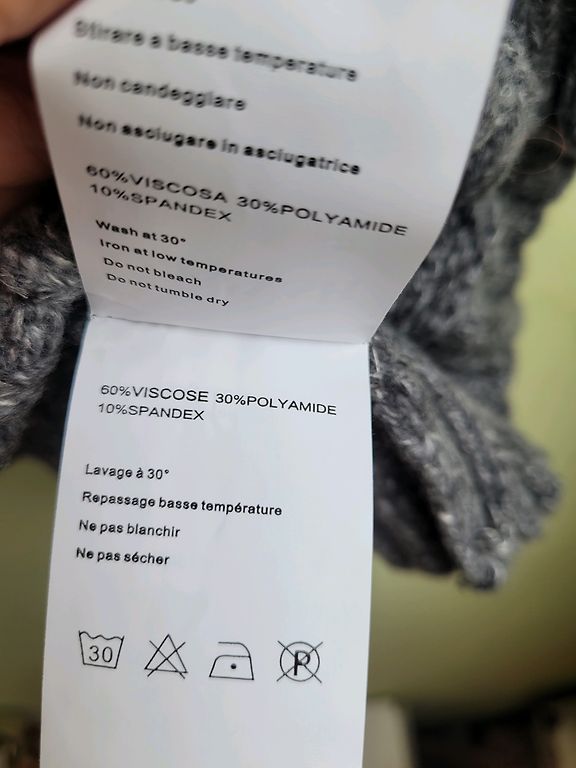 Stirare a basse temperature
Non candeggiare
Non asciugare in asciugatrice
60%VISCOSA 30%POLYAMIDE
10%SPANDEX
Wash at 30°
Iron at low temperatures
Do not bleach
Do not tumble dry
60%VISCOSE 30%POLYAMIDE
10%SPANDEX
Lavage à 30°
Repassage basse température
Ne pas blanchir
Ne pas sécher
30 P